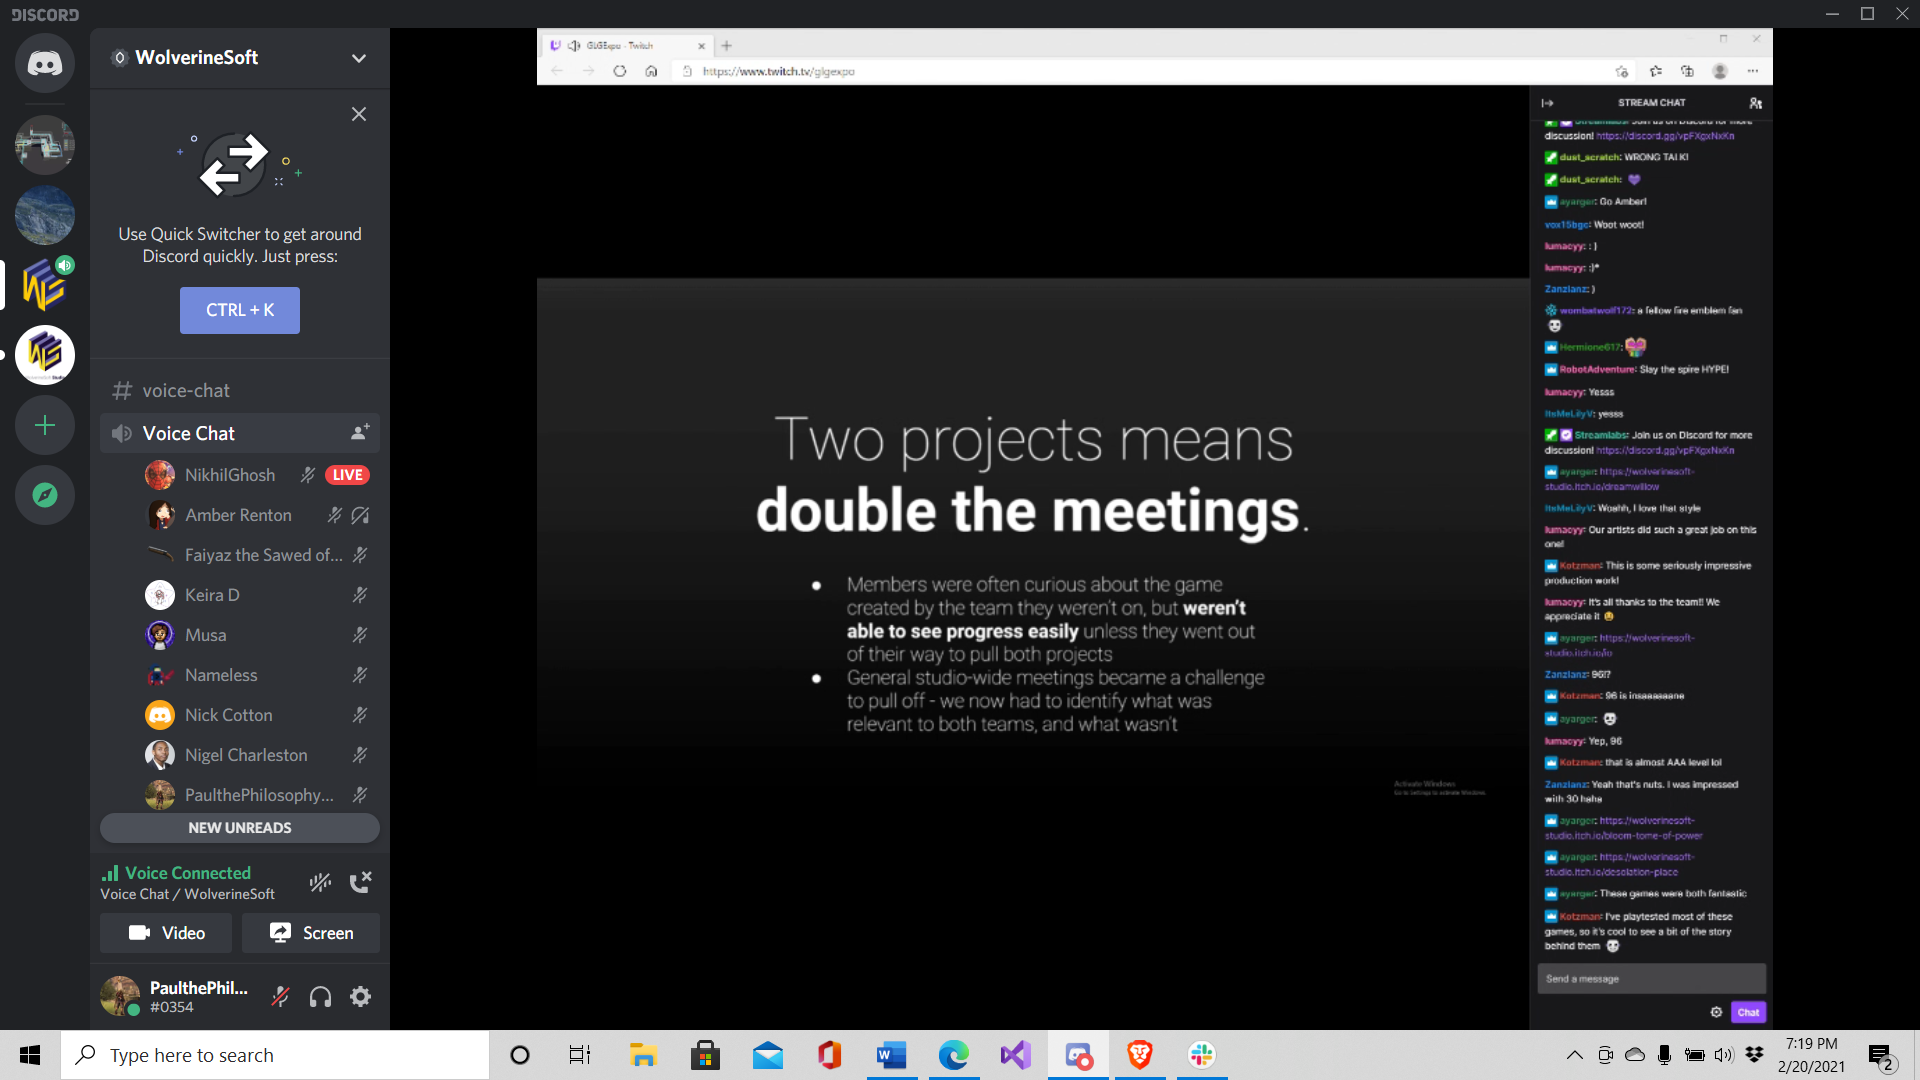 DISCORD
WolverineSoft
Use Quick Switcher to get around
Discord quickly. Just press:
CTRL + K
voice-chat
Voice Chat
NikhilGhosh
LIVE
Amber Renton
Faiyaz the Sawed of...
Keira D
Musa
Nameless
Nick Cotton
Nigel Charleston
PaulthePhilosophy...
NEW UNREADS
Voice Connected
Voice Chat / WolverineSoft
Video
Screen
PaulthePhil...
#0354
GLGExpo - Twitch
https://www.twitch.tv/glgexpo
Two projects means
double the meetings.
Members were often curious about the game
created by the team they weren't on, but weren't
able to see progress easily unless they went out
of their way to pull both projects
General studio-wide meetings became a challenge
to pull off - we now had to identify what was
relevant to both teams, and what wasn't
Activate Windows
Go to Settings to activate Windows.
STREAM CHAT
Streamlabs: Join us on Discord for more
discussion! https://discord.gg/vpFXgxNxKn
dust_scratch: WRONG TALK!
dust_scratch:
ayarger: Go Amber!
vox15bgc: Woot woot!
lumacyy: : )
lumacyy: :)*
Zanzlanz: )
wombatwolf172: a fellow fire emblem fan
Hermione617:
RobotAdventure: Slay the spire HYPE!
lumacyy: Yesss
ItsMeLilyV: yesss
Streamlabs: Join us on Discord for more
discussion! https://discord.gg/vpFXgxNxKn
ayarger: https://wolverinesoft-
studio.itch.io/dreamwillow
ItsMeLilyV: Woahh, I love that style
lumacyy: Our artists did such a great job on this
one!
Kotzman: This is some seriously impressive
production work!
lumacyy: It's all thanks to the team!! We
appreciate it
ayarger: https://wolverinesoft-
studio.itch.io/io
Zanzlanz: 96!?
Kotzman: 96 is insaaaaaane
ayarger:
lumacyy: Yep, 96
Kotzman: that is almost AAA level lol
Zanzlanz: Yeah that's nuts. I was impressed
with 30 haha
ayarger: https://wolverinesoft-
studio.itch.io/bloom-tome-of-power
ayarger: https://wolverinesoft-
studio.itch.io/desolation-place
ayarger: These games were both fantastic
Kotzman: I've playtested most of these
games, so it's cool to see a bit of the story
behind them
Send a message
Chat
Type here to search
7:19 PM
2/20/2021
2